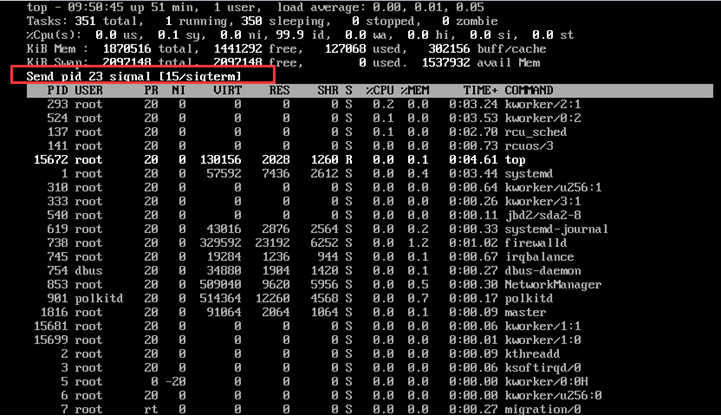 top - 09:50:45 up 51 min, 1 user, load average: 0.00, 0.01, 0.05
Tasks: 351 total, 1 running, 350 sleeping, 0 stopped, 0 zombie
%Cpu(s): 0.0 us, 0.1 sy, 0.0 ni, 99.9 id, 0.0 wa, 0.0 hi, 0.0 si, 0.0 st
KiB Mem : 1870516 total, 1441292 free, 127068 used, 302156 buff/cache
KiB Swap: 2097148 total, 2097148 free, 0 used. 1537932 avail Mem
Send pid 23 signal [15/sigterm]
PID USER PR NI VIRT RES SHR S %CPU %MEM TIME+ COMMAND
293 root 20 0 0 0 0 S 0.2 0.0 0:03.24 kworker/2:1
524 root 20 0 0 0 0 S 0.1 0.0 0:03.53 kworker/0:2
137 root 20 0 0 0 0 S 0.1 0.0 0:02.70 rcu_sched
141 root 20 0 0 0 0 S 0.0 0.0 0:00.73 rcuos/3
15672 root 20 0 130156 2028 1260 R 0.0 0.1 0:04.61 top
1 root 20 0 57592 7436 2612 S 0.0 0.4 0:03.44 systemd
310 root 20 0 0 0 0 S 0.0 0.0 0:00.64 kworker/u256:1
333 root 20 0 0 0 0 S 0.0 0.0 0:00.26 kworker/3:1
540 root 20 0 0 0 0 S 0.0 0.0 0:00.11 jbd2/sda2-8
619 root 20 0 43016 2876 2564 S 0.0 0.2 0:00.33 systemd-journal
738 root 20 0 329592 23192 6252 S 0.0 1.2 0:01.02 firewalld
745 root 20 0 19284 1236 944 S 0.0 0.1 0:00.67 irqbalance
754 dbus 20 0 34880 1904 1420 S 0.0 0.1 0:00.27 dbus-daemon
853 root 20 0 509040 9620 5956 S 0.0 0.5 0:00.30 NetworkManager
901 polkitd 20 0 514364 12260 4568 S 0.0 0.7 0:00.17 polkitd
1816 root 20 0 91064 2064 1064 S 0.0 0.1 0:00.09 master
15681 root 20 0 0 0 0 S 0.0 0.0 0:00.06 kworker/1:1
15699 root 20 0 0 0 0 S 0.0 0.0 0:00.01 kworker/1:0
2 root 20 0 0 0 0 S 0.0 0.0 0:00.09 kthreadd
3 root 20 0 0 0 0 S 0.0 0.0 0:00.06 ksoftirqd/0
5 root 0 -20 0 0 0 S 0.0 0.0 0:00.00 kworker/0:0H
6 root 20 0 0 0 0 S 0.0 0.0 0:00.00 kworker/u256:0
7 root rt 0 0 0 0 S 0.0 0.0 0:00.27 migration/0